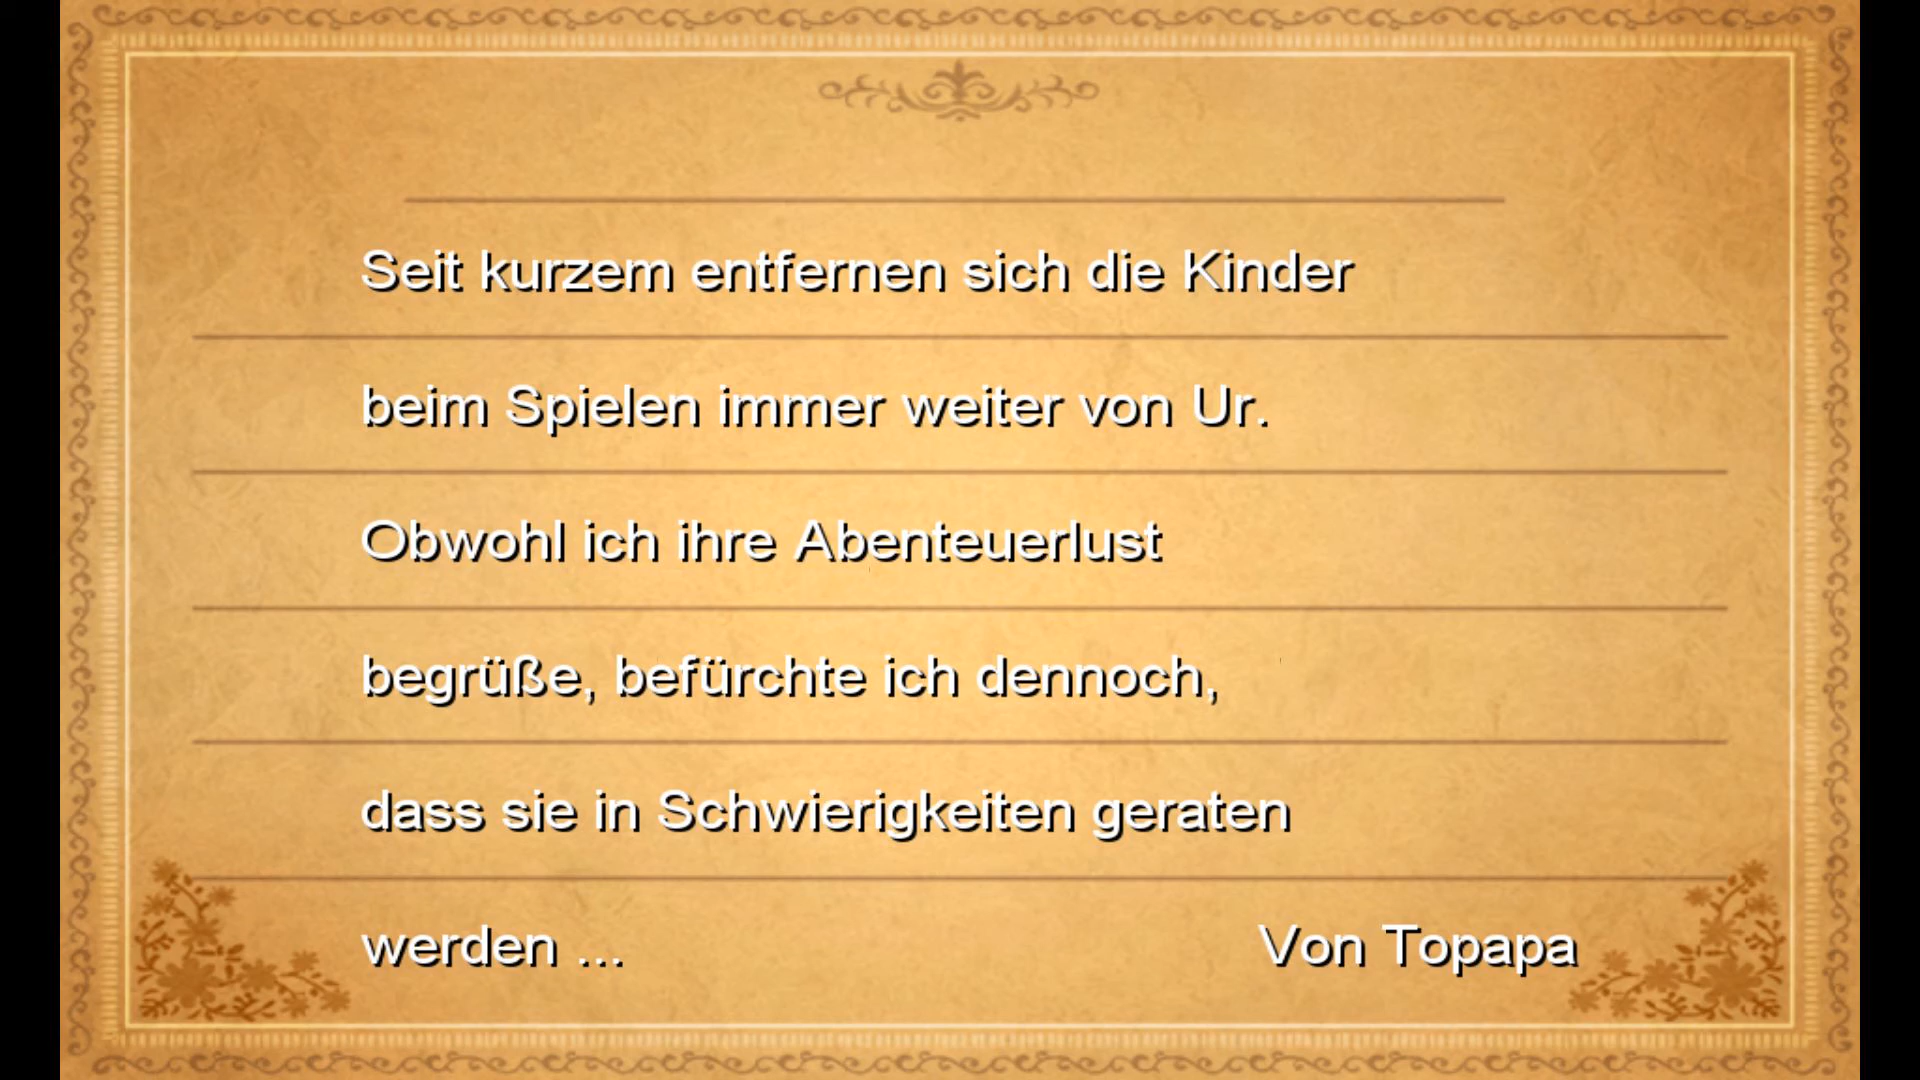 Seit kurzem entfernen sich die Kinder
beim Spielen immer weiter von Ur.
Obwohl ich ihre Abenteuerlust
begrüße, befürchte ich dennoch,
dass sie in Schwierigkeiten geraten
werden ... Von Topapa